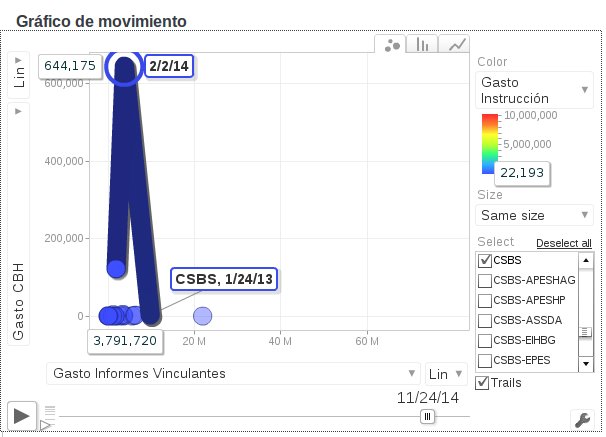 Gráfico de movimiento
Lin
644,175
2/2/14
600,000
400,000
200,000
0
CSBS, 1/24/13
3,791,720
20 M
40 M
60 M
Gasto CBH
Gasto Informes Vinculantes
Lin
11/24/14
Color
Gasto
Instrucción
10,000,000
5,000,000
22,193
Size
Same size
Select
Deselect all
CSBS
CSBS-APESHAG
CSBS-APESHP
CSBS-ASSDA
CSBS-EIHBG
CSBS-EPES
Trails